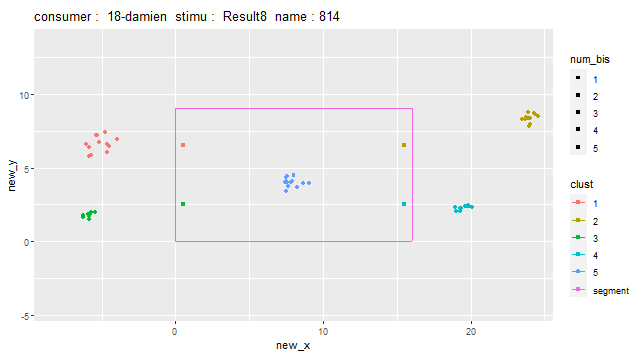 consumer :  18-damien  stimu :  Result8  name : 814
new_y
10
5
0
-5
0
10
20
new_x
num_bis
1
2
3
4
5
clust
1
2
3
4
5
segment